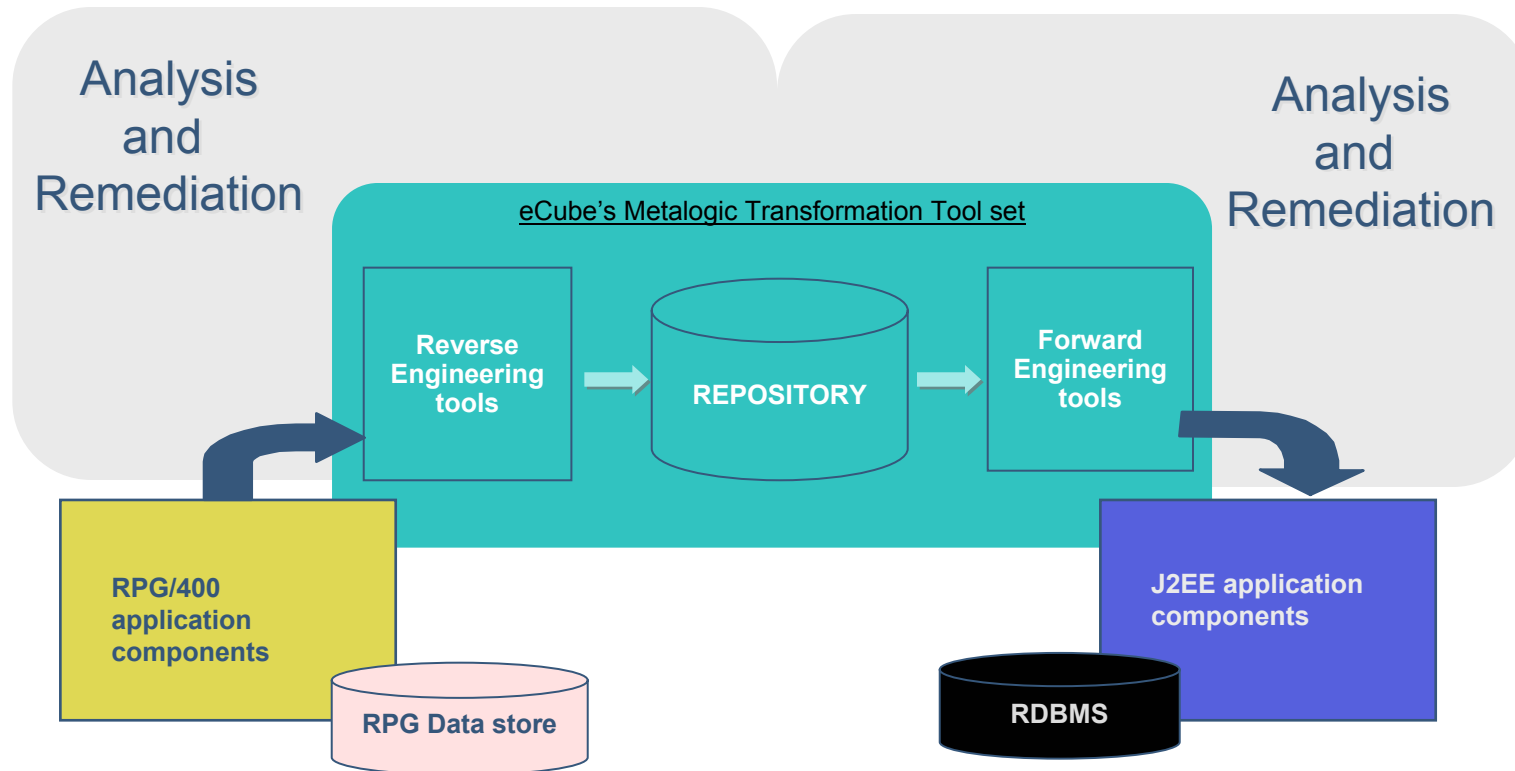 Analysis
and
Remediation
Analysis
and
Remediation
eCube’s Metalogic Transformation Tool set
Reverse
Engineering
tools
REPOSITORY
Forward
Engineering
tools
RPG/400
application
components
RPG Data store
J2EE application
components
RDBMS